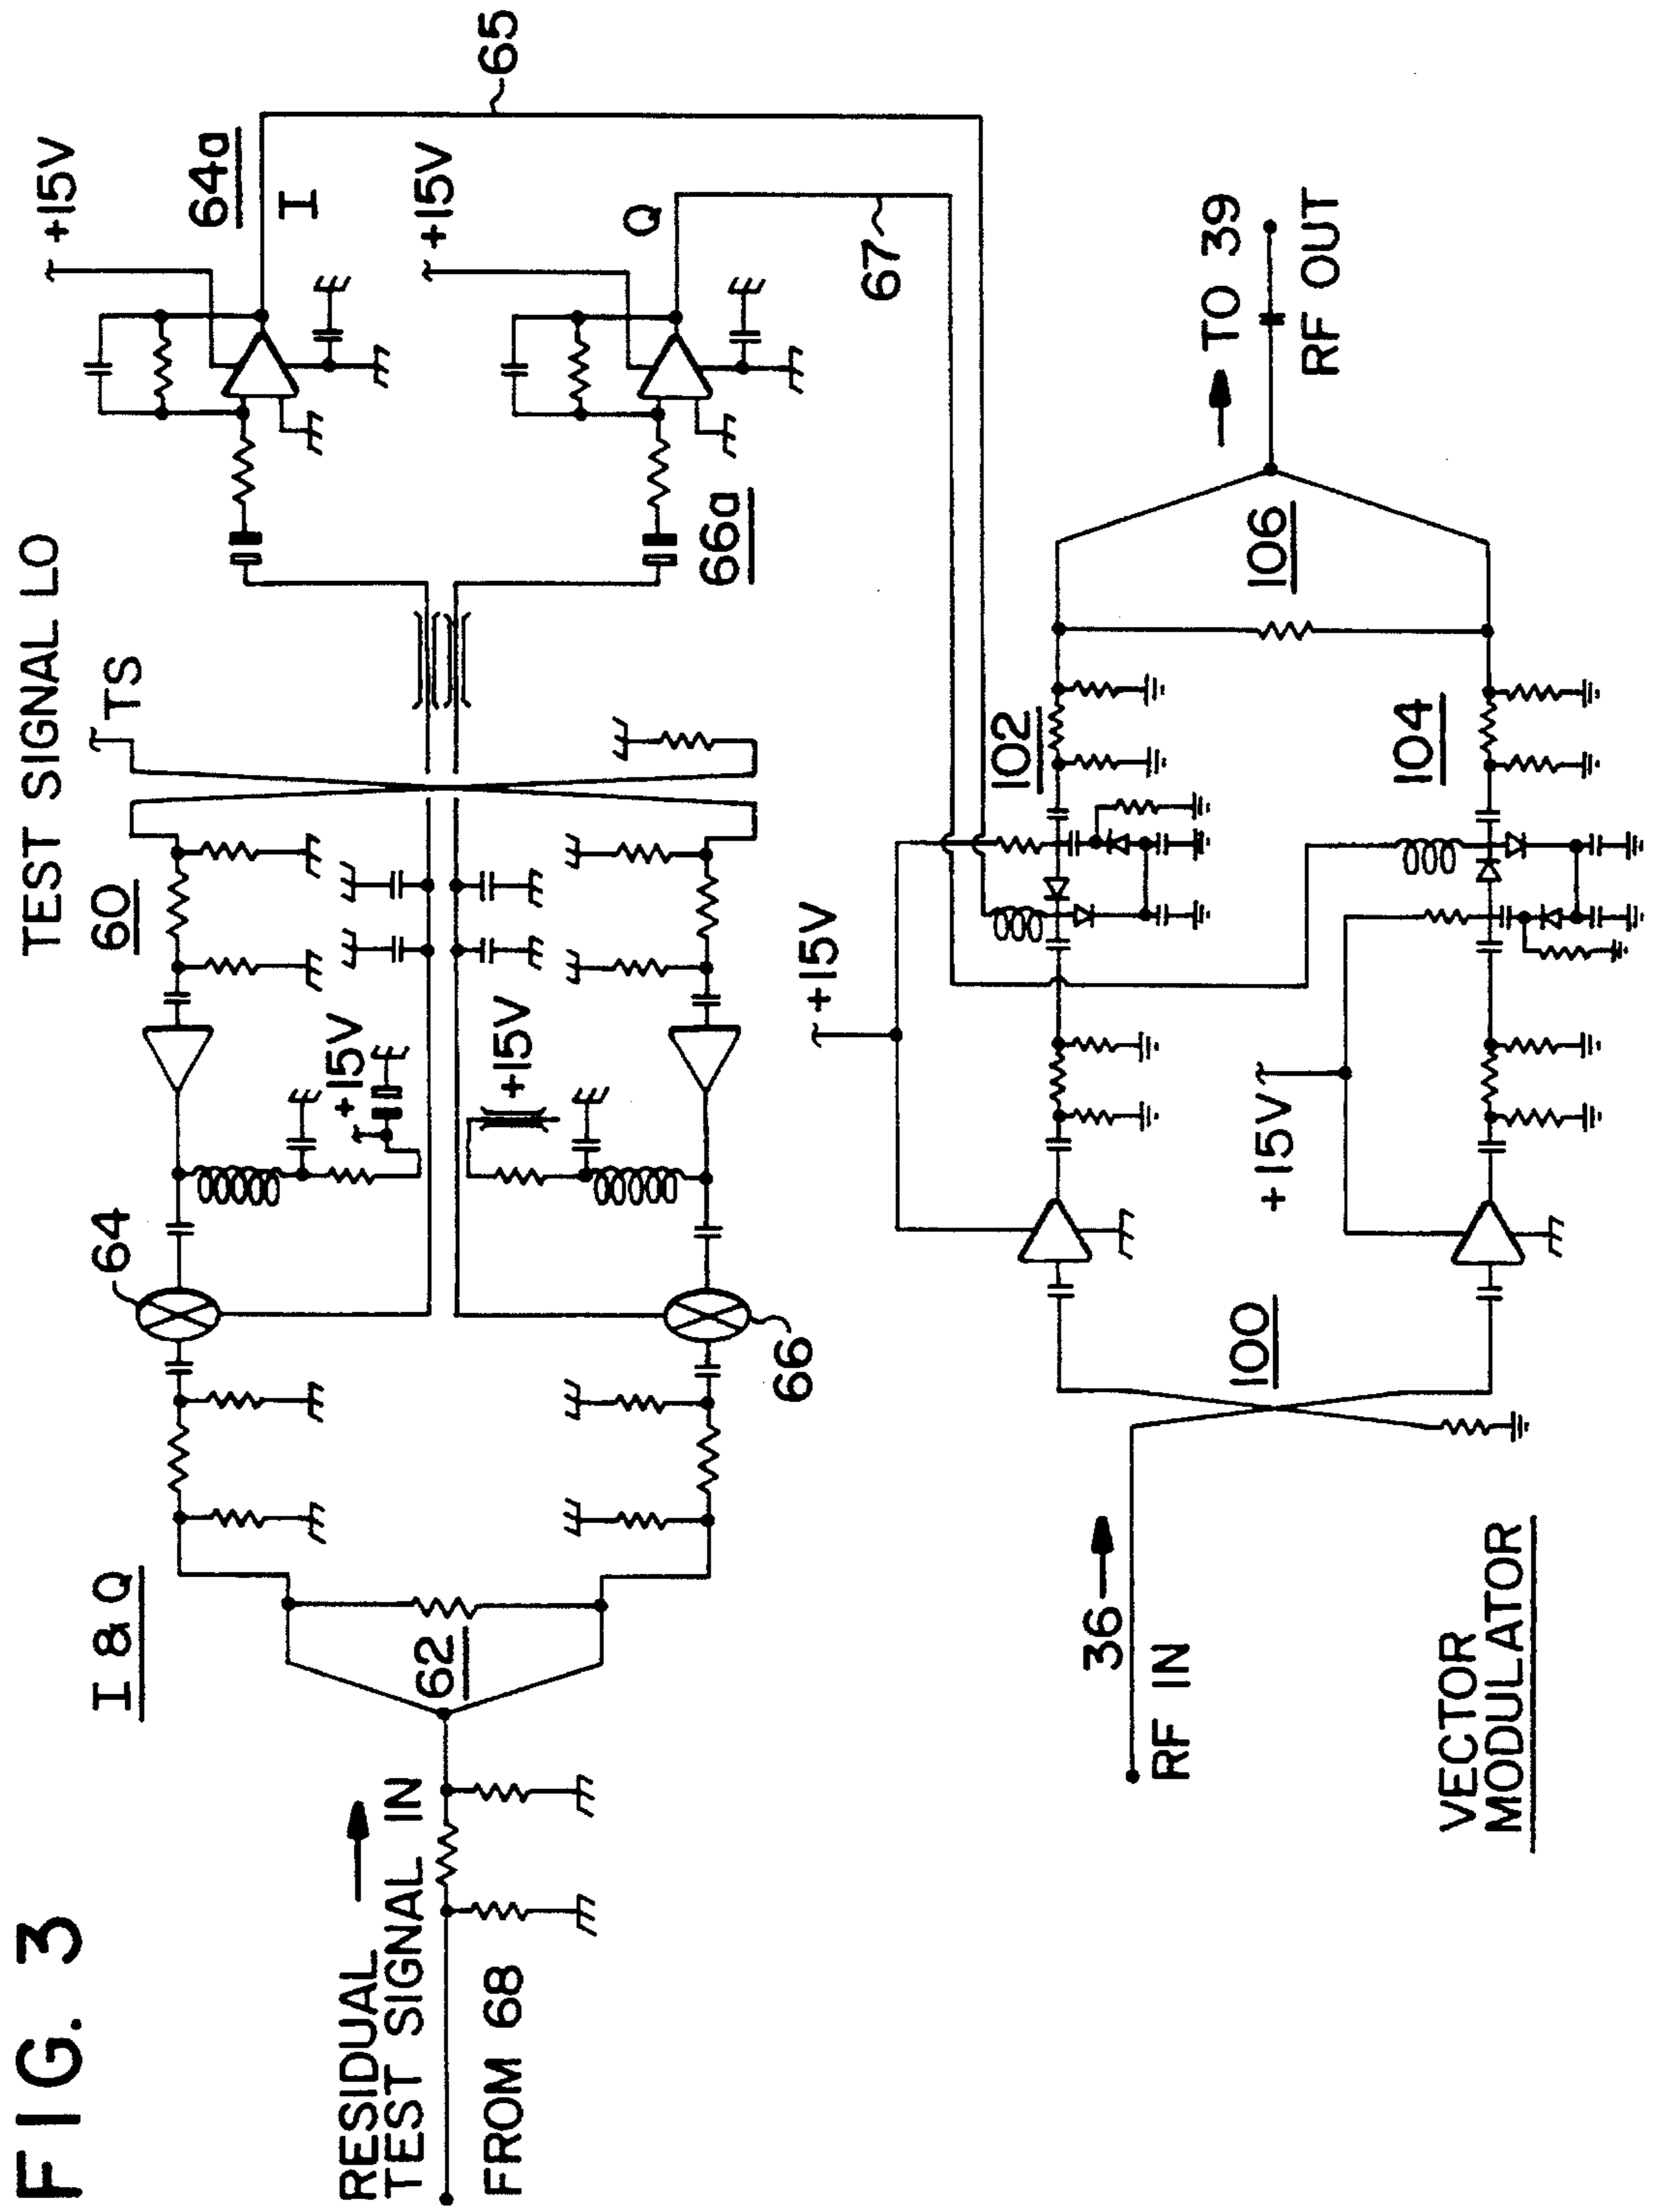 FIG. 3
I & Q
RESIDUAL
TEST SIGNAL IN
FROM 68
62
64
66
60
TEST SIGNAL LO
TS
+15V
+15V
+15V
64a
I
+15V
Q
66a
65
67
36
RF IN
VECTOR
MODULATOR
100
+15V
+15V
102
104
106
TO 39
RF OUT